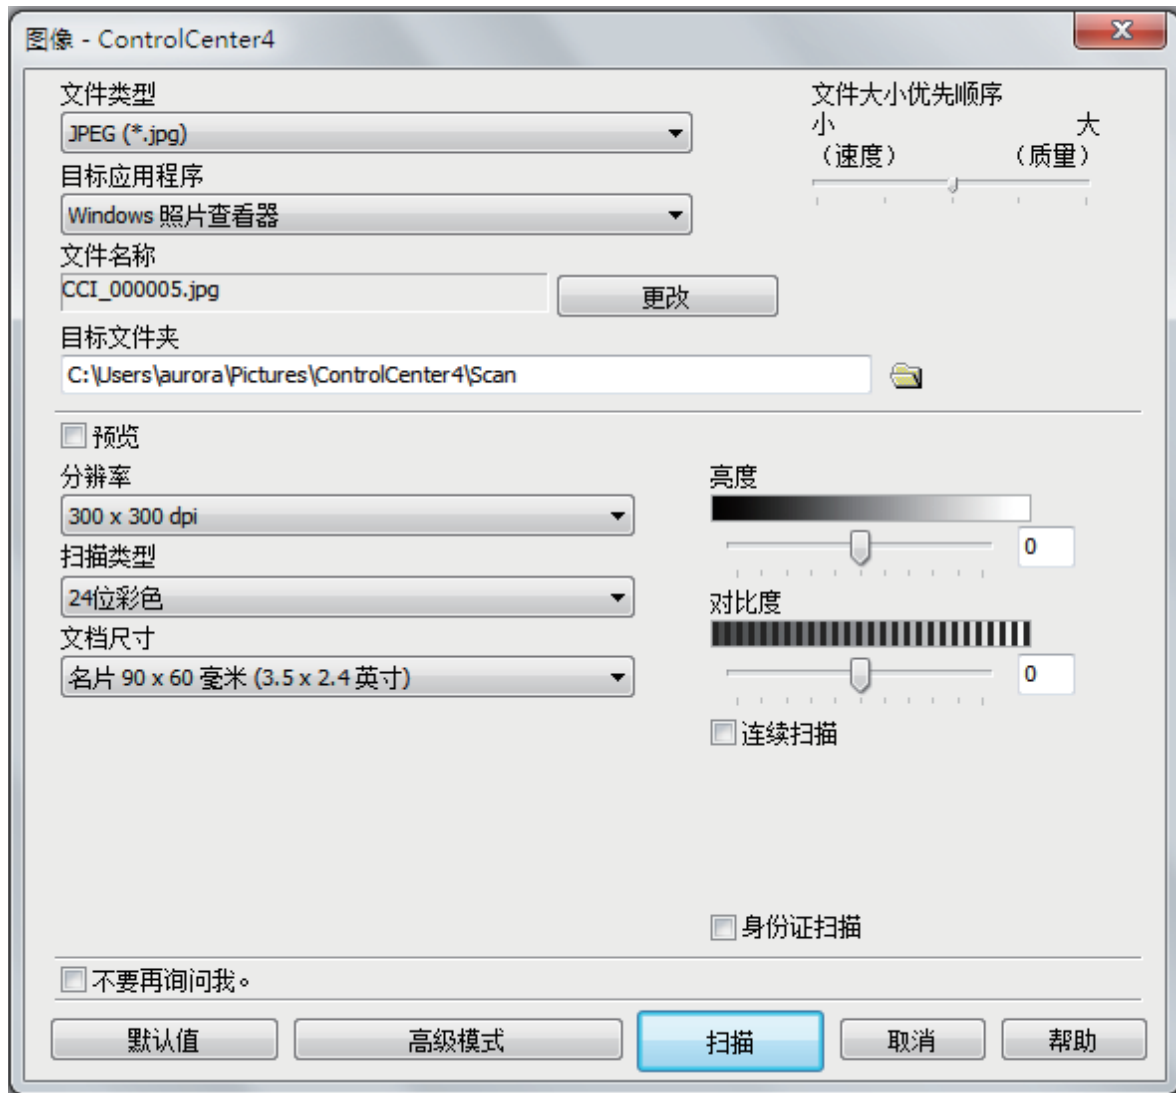 图像 - ControlCenter4
文件类型
JPEG (*.jpg)
目标应用程序
Windows 照片查看器
文件名称
CCI_000005.jpg
更改
目标文件夹
C:\Users\aurora\Pictures\ControlCenter4\Scan
文件大小优先顺序
小 大
（速度） （质量）
预览
分辨率
300 x 300 dpi
扫描类型
24位彩色
文档尺寸
名片 90 x 60 毫米 (3.5 x 2.4 英寸)
亮度
0
对比度
0
连续扫描
身份证扫描
不要再询问我。
默认值 高级模式 扫描 取消 帮助